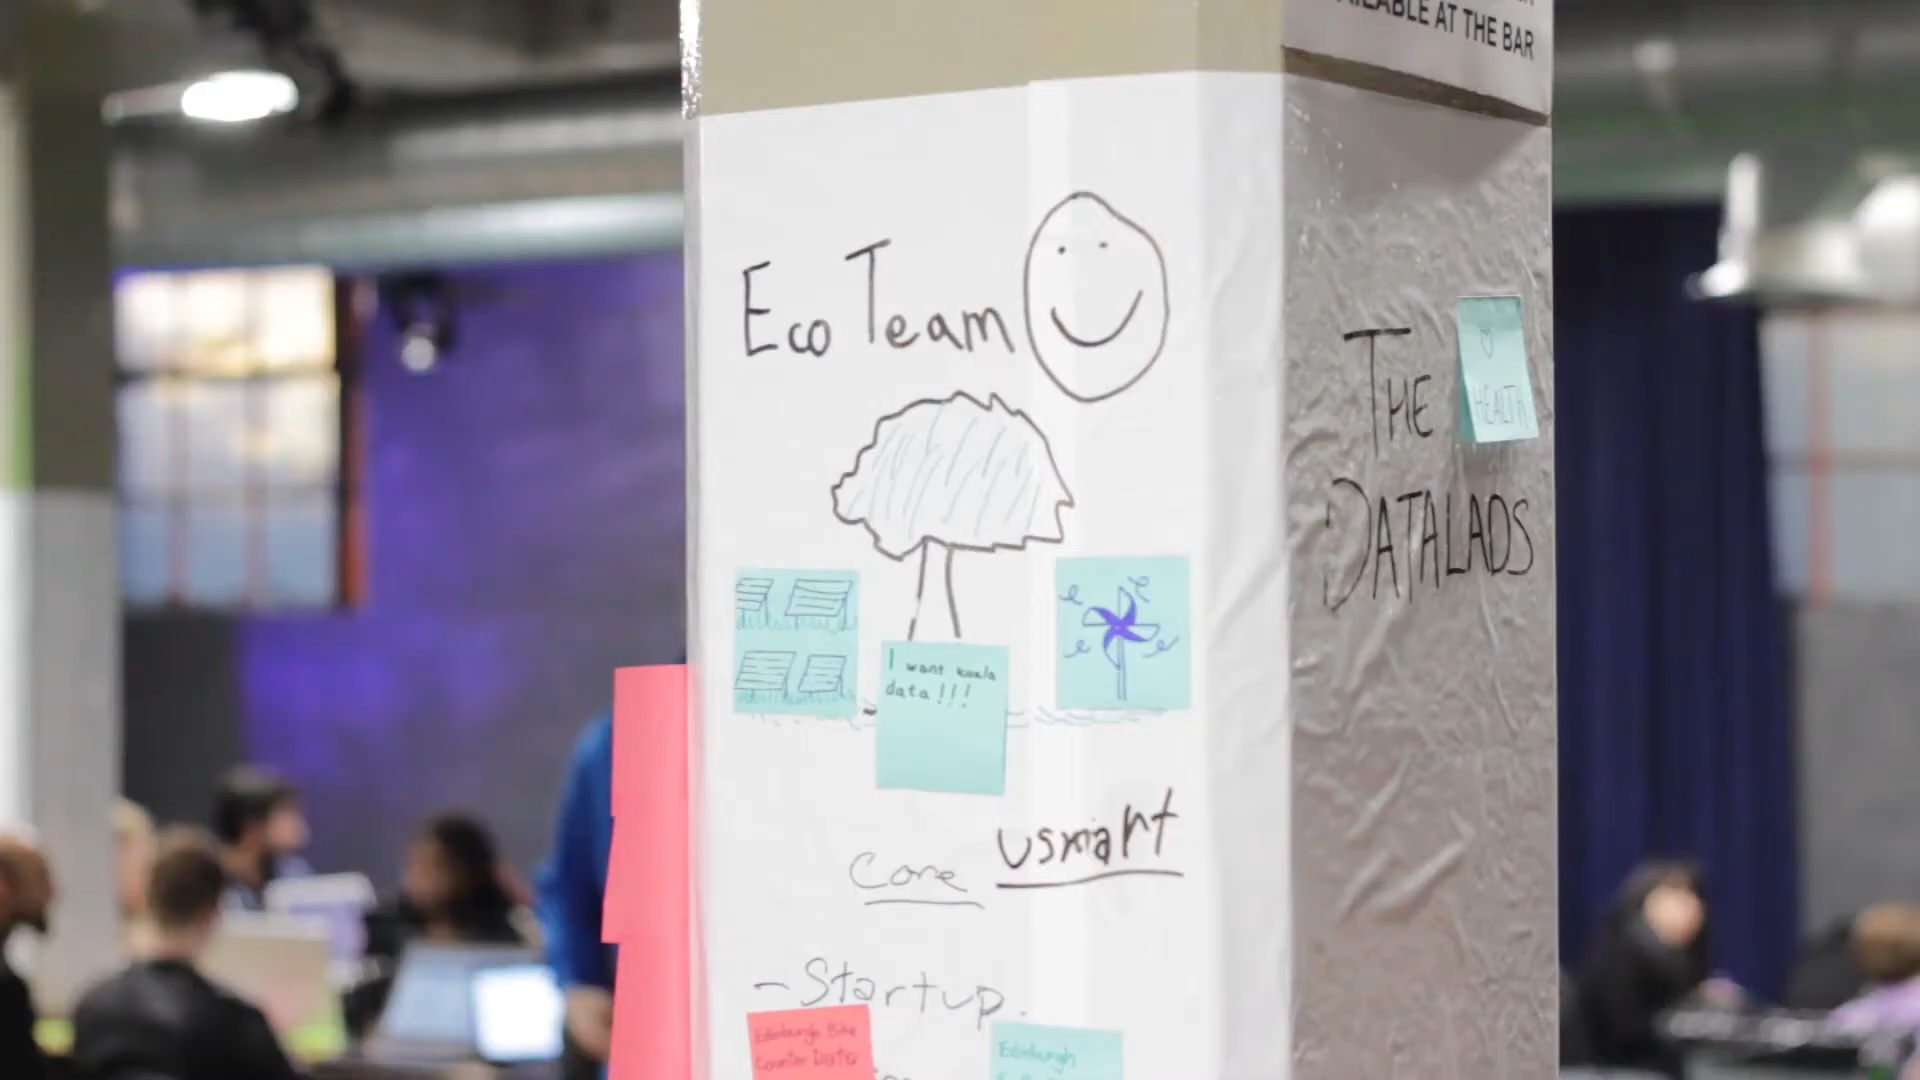 AVAILABLE AT THE BAR
Eco Team
I want koala
data!!!
usmart
Core
- Startup.
Edinburgh Bike
Counter Data
Edinburgh
THE
HEALTH
DATALADS